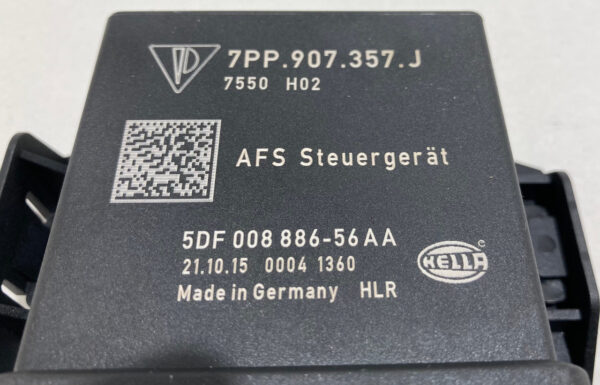 7PP.907.357.J
7550 H02
AFS Steuergerät
5DF 008 886-56AA
21.10.15 0004 1360
HELLA
Made in Germany HLR